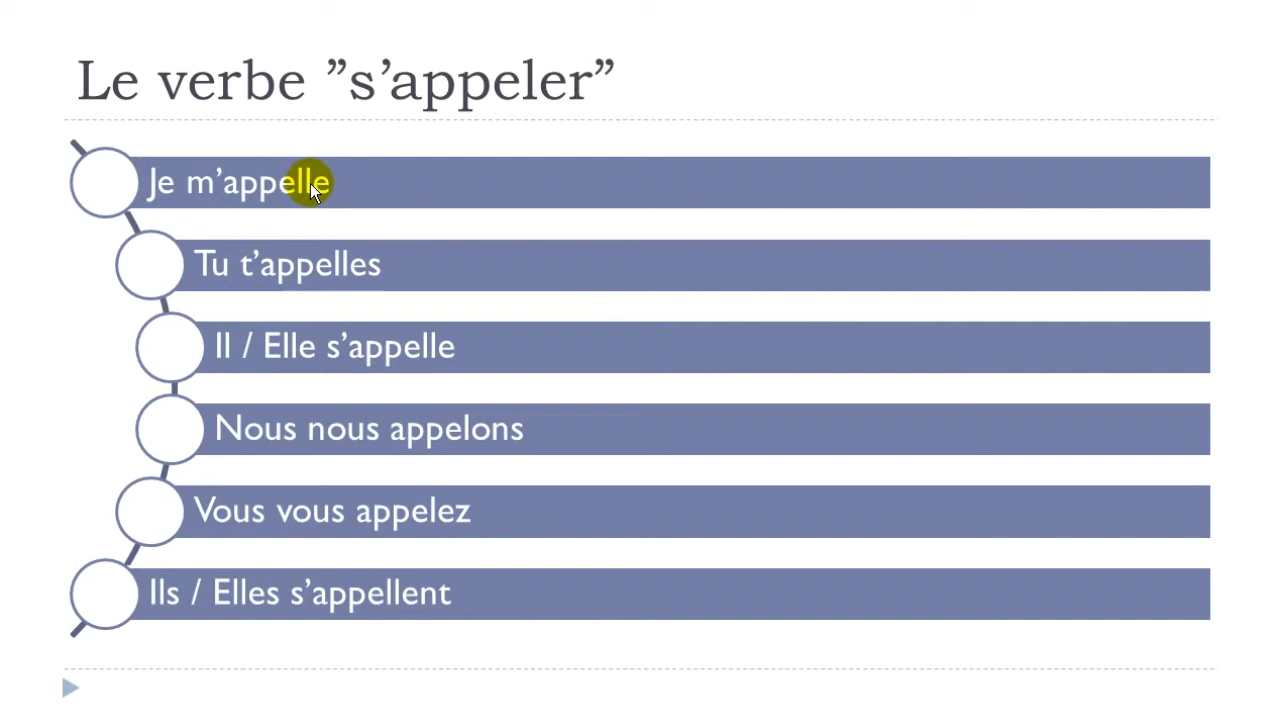 Le verbe ”s’appeler”
Je m’appelle
Tu t’appelles
Il / Elle s’appelle
Nous nous appelons
Vous vous appelez
Ils / Elles s’appellent